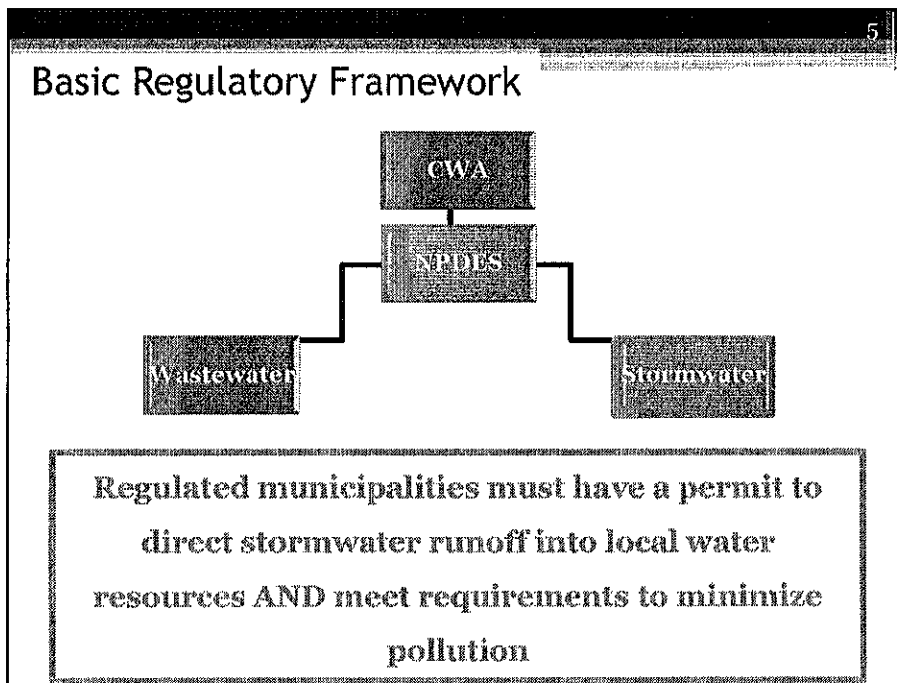 5
Basic Regulatory Framework
CWA
NPDES
Wastewater
Stormwater
Regulated municipalities must have a permit to
direct stormwater runoff into local water
resources AND meet requirements to minimize
pollution